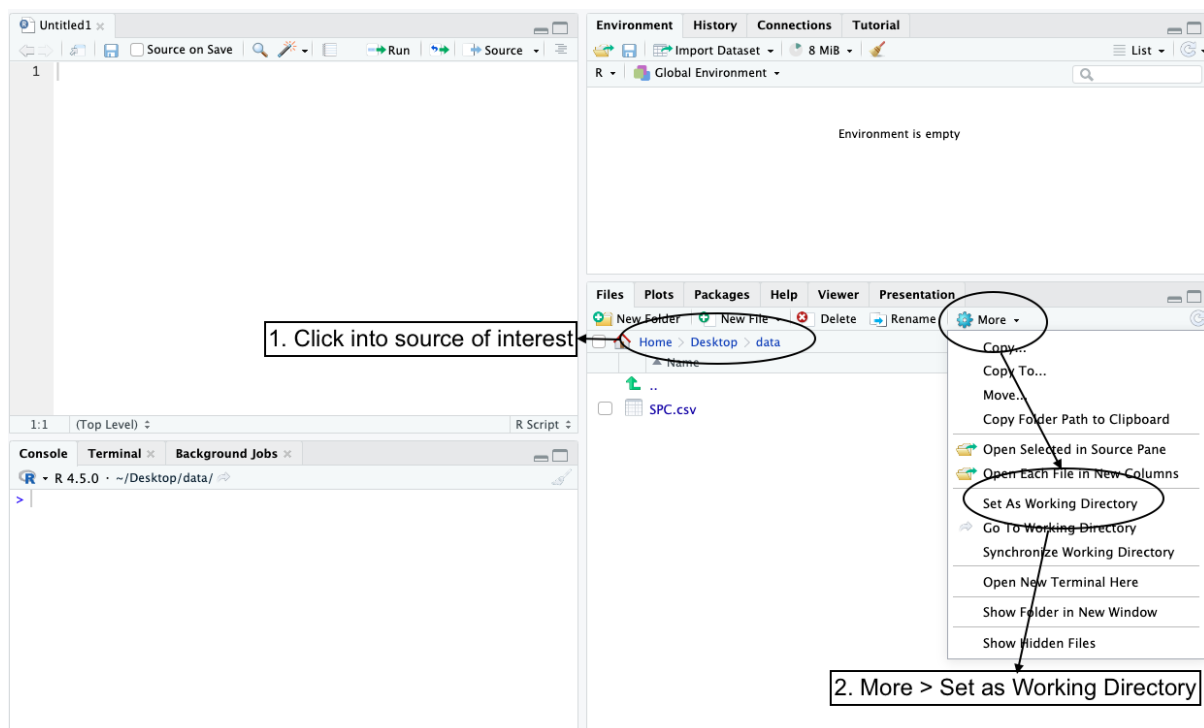 Untitled1
Source on Save Run Source
1
1:1 (Top Level) R Script
Console Terminal Background Jobs
R 4.5.0 · ~/Desktop/data/
>
Environment History Connections Tutorial
Import Dataset 8 MiB List
R Global Environment
Environment is empty
Files Plots Packages Help Viewer Presentation
New Folder New File Delete Rename More
Home Desktop data
Name
..
SPC.csv
Copy...
Copy To...
Move...
Copy Folder Path to Clipboard
Open Selected in Source Pane
Open Each File in New Columns
Set As Working Directory
Go To Working Directory
Synchronize Working Directory
Open New Terminal Here
Show Folder in New Window
Show Hidden Files
1. Click into source of interest
2. More > Set as Working Directory